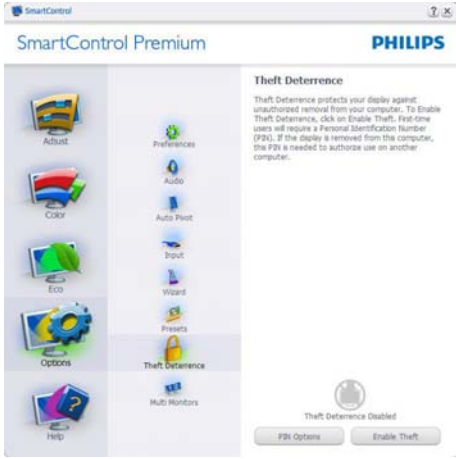 SmartControl
SmartControl Premium
PHILIPS
Adjust
Color
Eco
Options
Help
Preferences
Audio
Auto Pivot
Input
Wizard
Presets
Theft Deterrence
Multi Monitors
Theft Deterrence
Theft Deterrence protects your display against
unauthorized removal from your computer. To Enable
Theft Deterrence, click on Enable Theft. First-time
users will require a Personal Identification Number
(PIN). If the display is removed from this computer,
this PIN is needed to authorize use on another
computer.
Theft Deterrence Disabled
PIN Options
Enable Theft